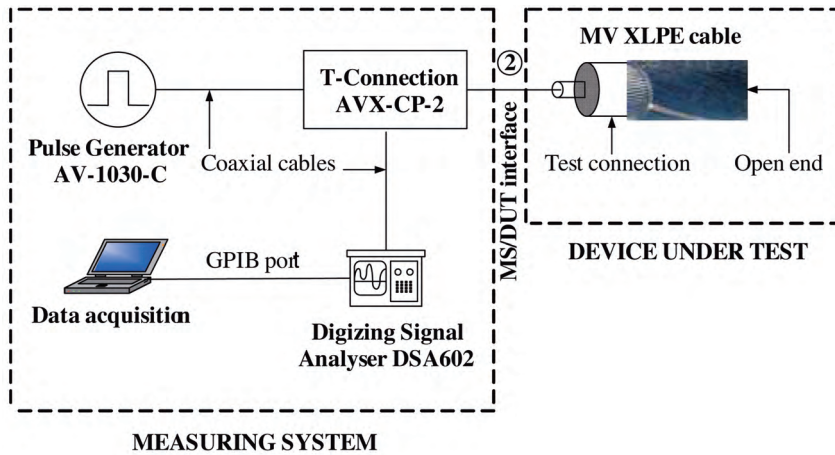 MV XLPE cable
②
T-Connection
AVX-CP-2
Pulse Generator
AV-1030-C
Coaxial cables
MS/DUT interface
Test connection
Open end
DEVICE UNDER TEST
GPIB port
Data acquisition
Digizing Signal
Analyser DSA602
MEASURING SYSTEM